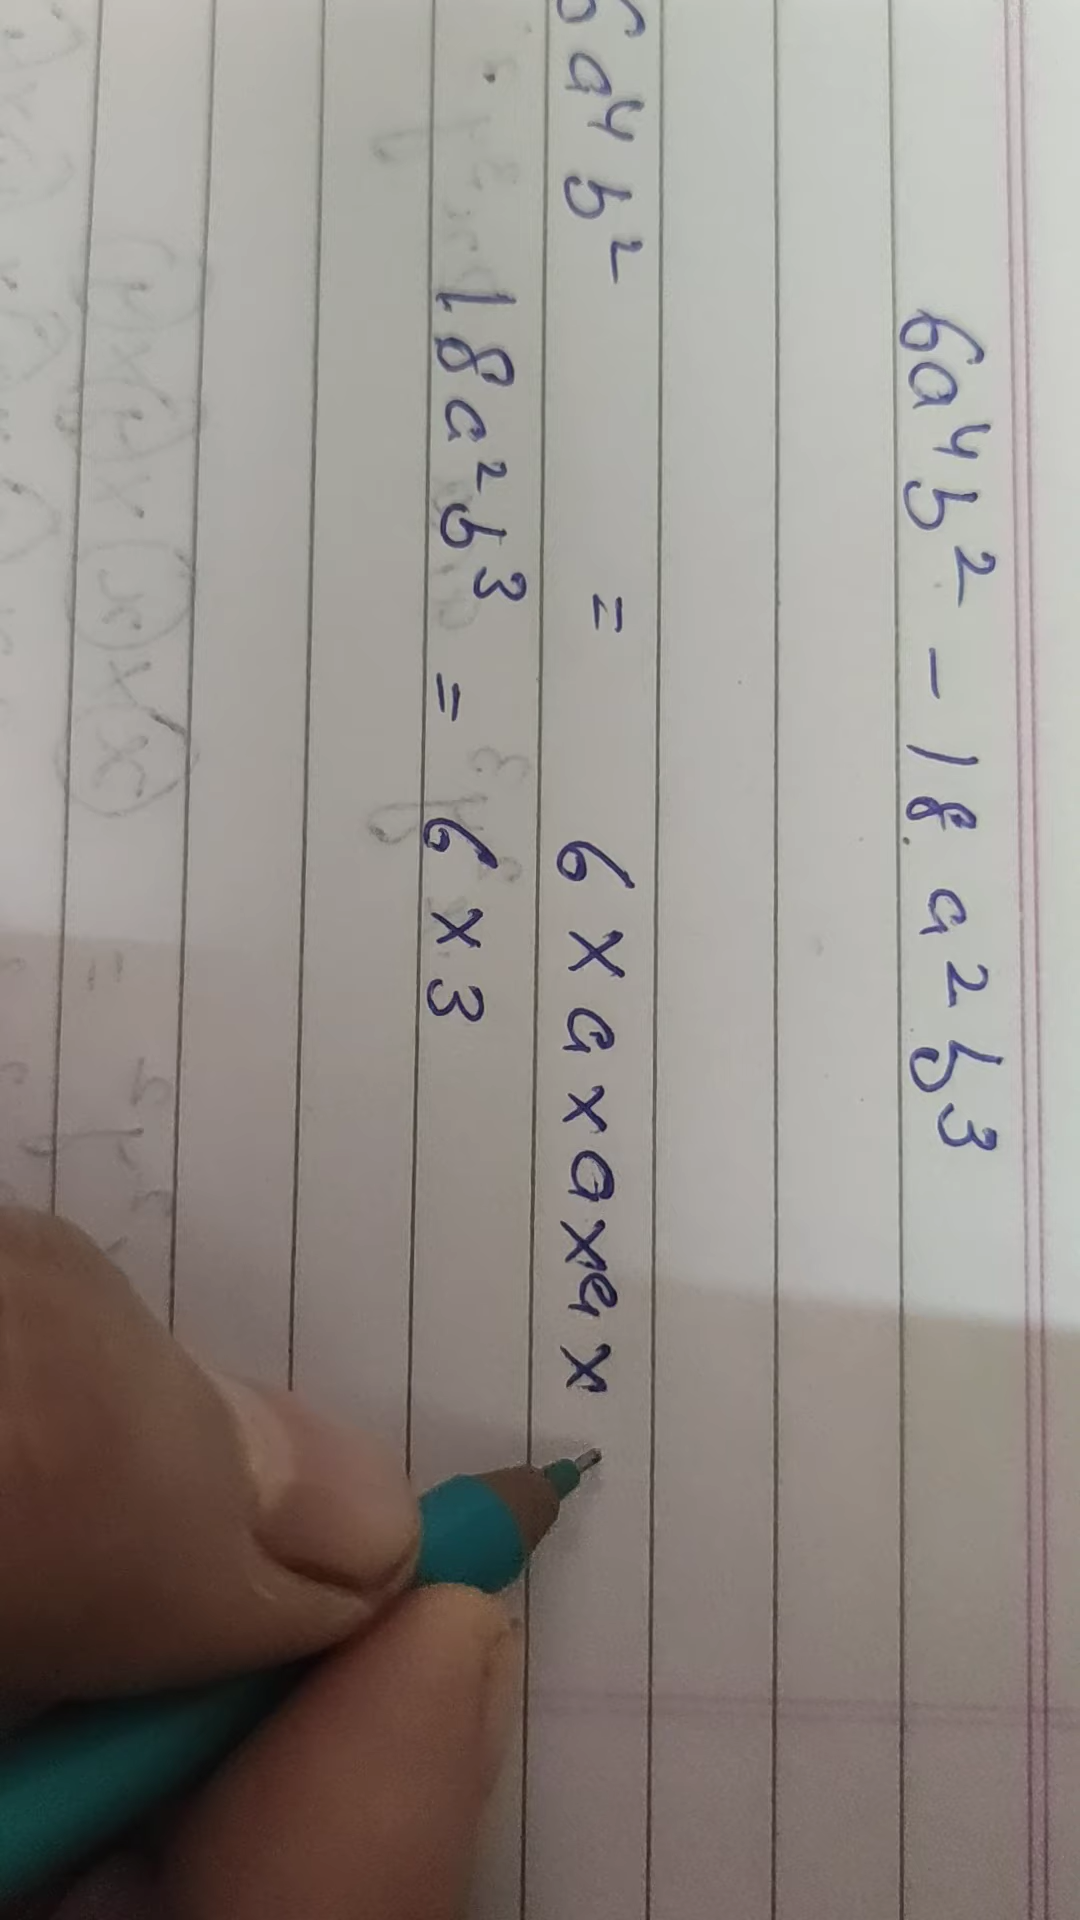 6a⁴b² - 18a²b³
6a⁴b² = 6 x a x a x a x
18a²b³ = 6 x 3